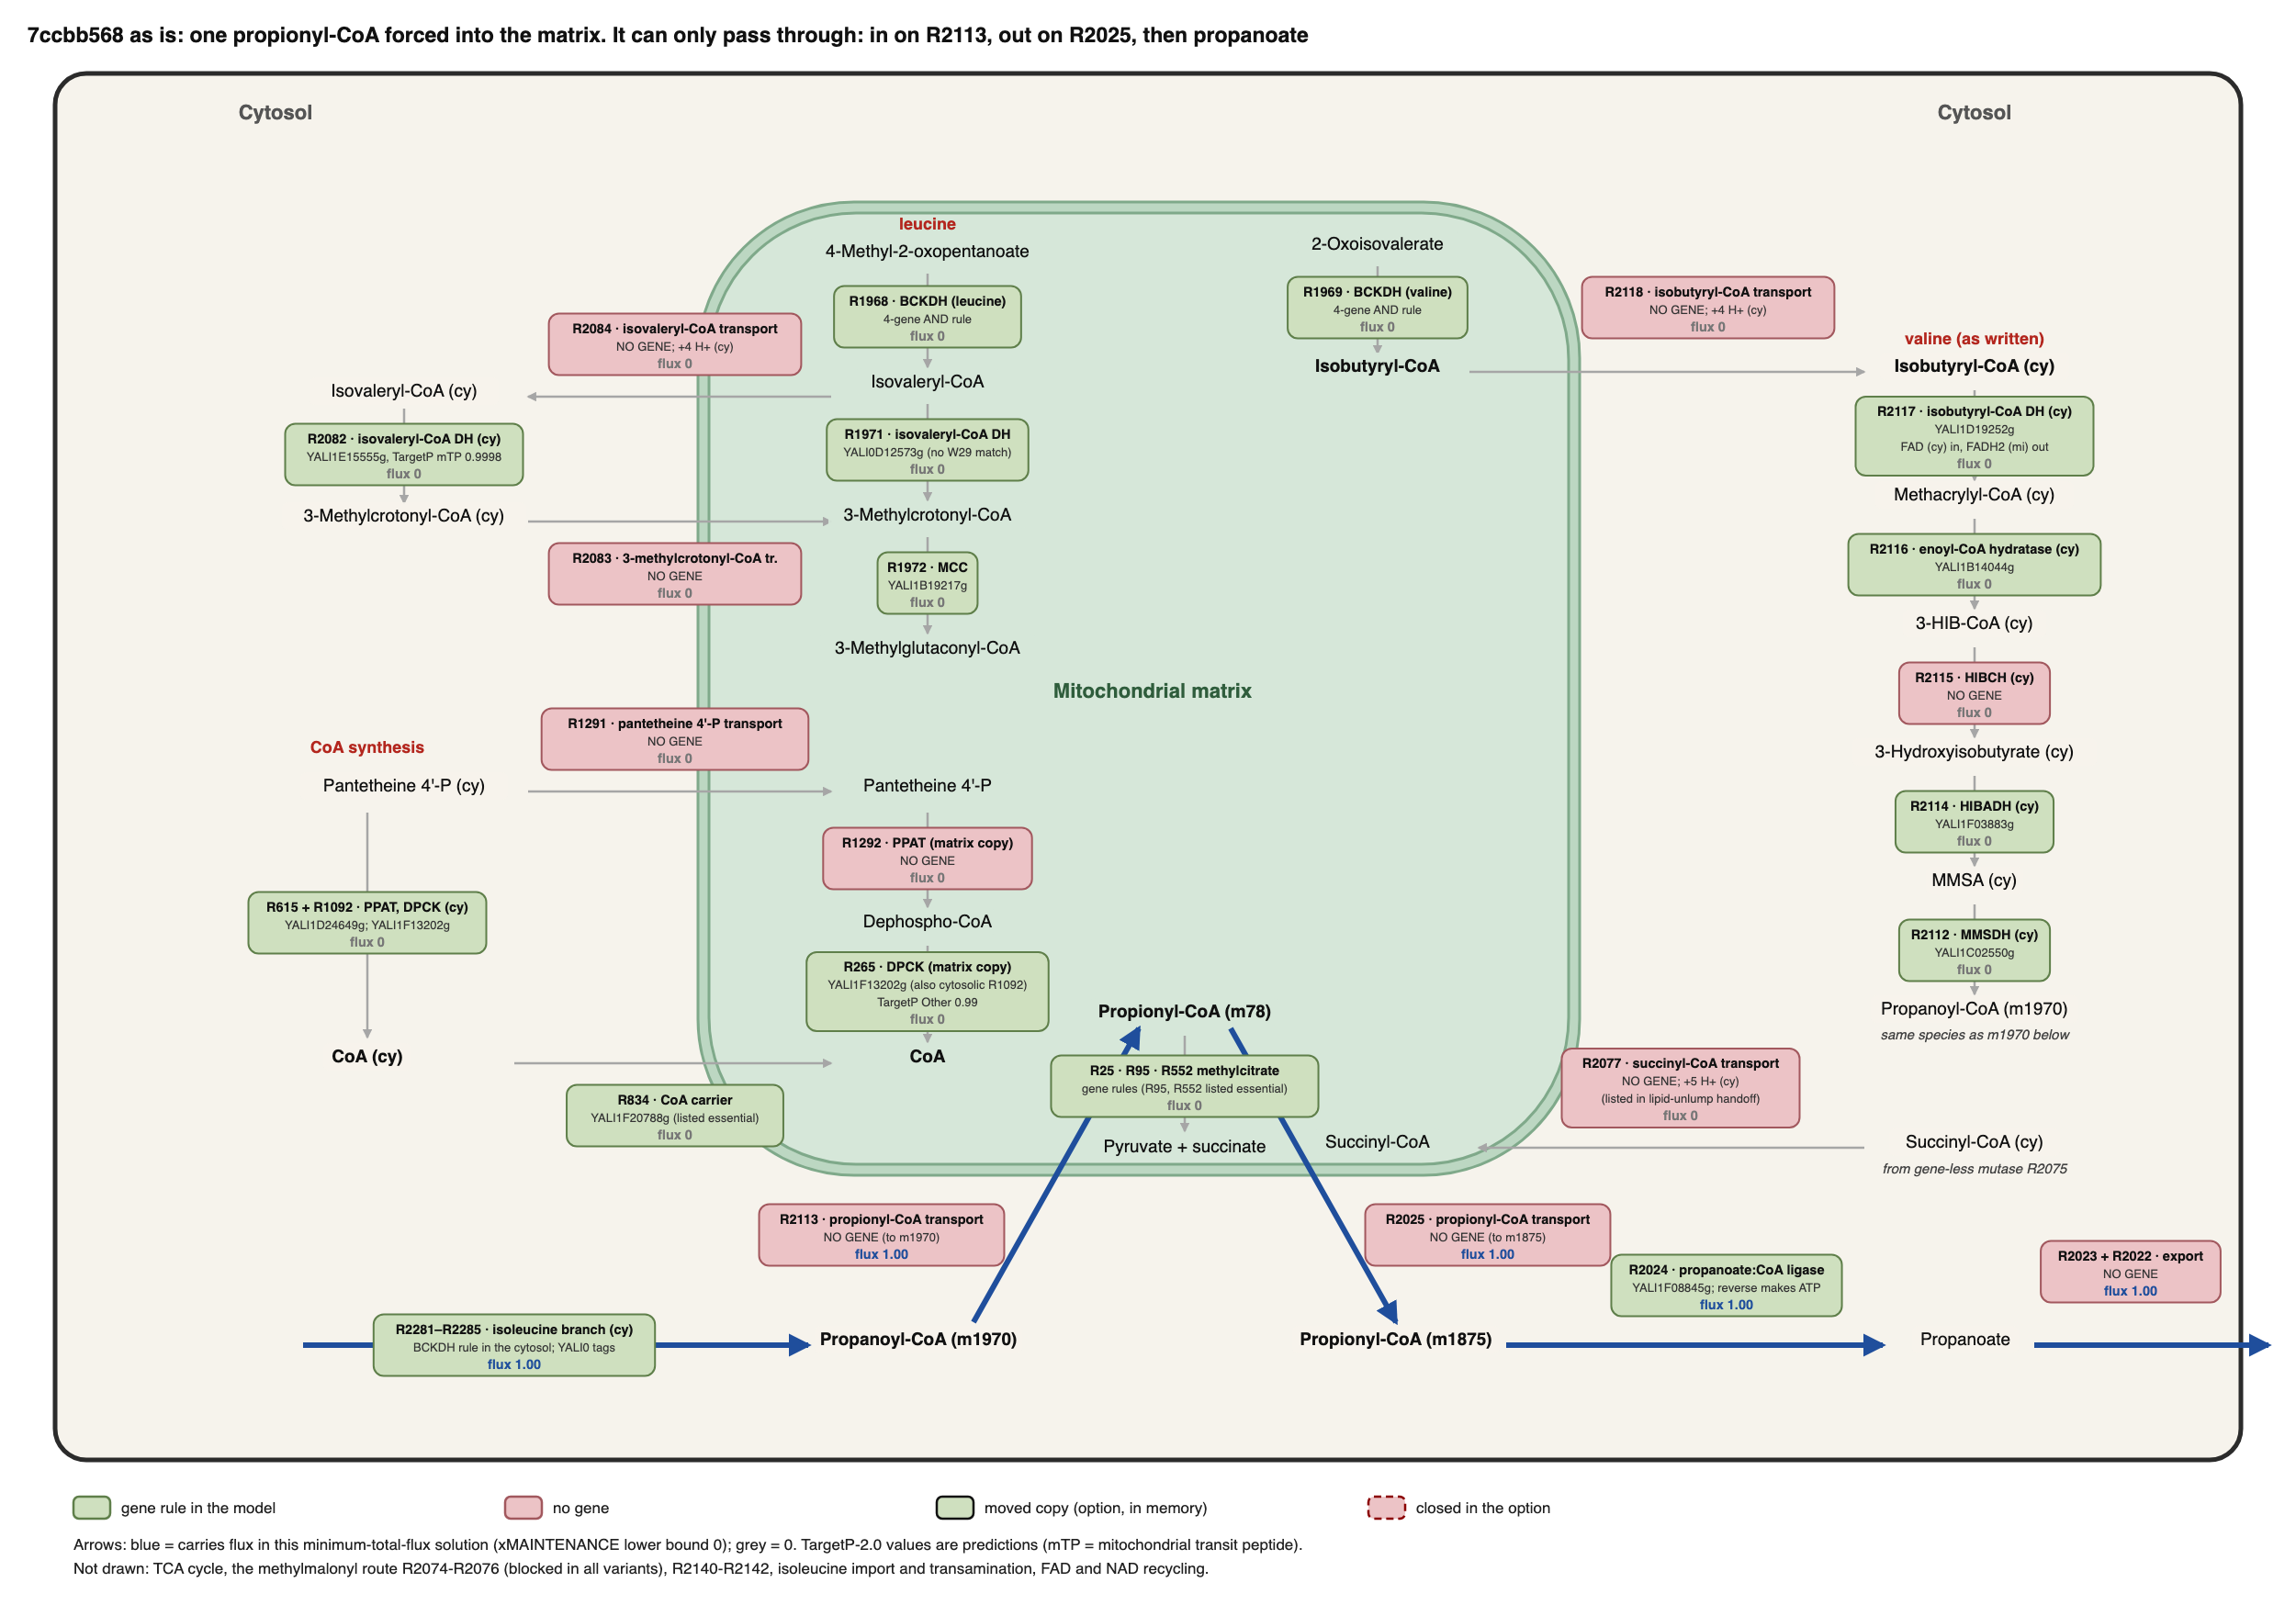 7ccbb568 as is: one propionyl-CoA forced into the matrix. It can only pass through: in on R2113, out on R2025, then propanoate
Cytosol
Cytosol
leucine
4-Methyl-2-oxopentanoate
R1968 · BCKDH (leucine)
4-gene AND rule
flux 0
2-Oxoisovalerate
R1969 · BCKDH (valine)
4-gene AND rule
flux 0
Isobutyryl-CoA
R2118 · isobutyryl-CoA transport
NO GENE; +4 H+ (cy)
flux 0
R2084 · isovaleryl-CoA transport
NO GENE; +4 H+ (cy)
flux 0
Isovaleryl-CoA (cy)
Isovaleryl-CoA
valine (as written)
Isobutyryl-CoA (cy)
R2082 · isovaleryl-CoA DH (cy)
YALI1E15555g, TargetP mTP 0.9998
flux 0
R1971 · isovaleryl-CoA DH
YALI0D12573g (no W29 match)
flux 0
R2117 · isobutyryl-CoA DH (cy)
YALI1D19252g
FAD (cy) in, FADH2 (mi) out
flux 0
3-Methylcrotonyl-CoA (cy)
3-Methylcrotonyl-CoA
Methacrylyl-CoA (cy)
R2083 · 3-methylcrotonyl-CoA tr.
NO GENE
flux 0
R1972 · MCC
YALI1B19217g
flux 0
R2116 · enoyl-CoA hydratase (cy)
YALI1B14044g
flux 0
3-Methylglutaconyl-CoA
3-HIB-CoA (cy)
Mitochondrial matrix
R2115 · HIBCH (cy)
NO GENE
flux 0
R1291 · pantetheine 4'-P transport
NO GENE
flux 0
CoA synthesis
3-Hydroxyisobutyrate (cy)
Pantetheine 4'-P (cy)
Pantetheine 4'-P
R2114 · HIBADH (cy)
YALI1F03883g
flux 0
R1292 · PPAT (matrix copy)
NO GENE
flux 0
MMSA (cy)
R615 + R1092 · PPAT, DPCK (cy)
YALI1D24649g; YALI1F13202g
flux 0
Dephospho-CoA
R2112 · MMSDH (cy)
YALI1C02550g
flux 0
R265 · DPCK (matrix copy)
YALI1F13202g (also cytosolic R1092)
TargetP Other 0.99
flux 0
Propionyl-CoA (m78)
Propanoyl-CoA (m1970)
same species as m1970 below
CoA (cy)
CoA
R834 · CoA carrier
YALI1F20788g (listed essential)
flux 0
R25 · R95 · R552 methylcitrate
gene rules (R95, R552 listed essential)
flux 0
R2077 · succinyl-CoA transport
NO GENE; +5 H+ (cy)
(listed in lipid-unlump handoff)
flux 0
Pyruvate + succinate
Succinyl-CoA
Succinyl-CoA (cy)
from gene-less mutase R2075
R2113 · propionyl-CoA transport
NO GENE (to m1970)
flux 1.00
R2025 · propionyl-CoA transport
NO GENE (to m1875)
flux 1.00
R2024 · propanoate:CoA ligase
YALI1F08845g; reverse makes ATP
flux 1.00
R2023 + R2022 · export
NO GENE
flux 1.00
R2281–R2285 · isoleucine branch (cy)
BCKDH rule in the cytosol; YALI0 tags
flux 1.00
Propanoyl-CoA (m1970)
Propionyl-CoA (m1875)
Propanoate
gene rule in the model
no gene
moved copy (option, in memory)
closed in the option
Arrows: blue = carries flux in this minimum-total-flux solution (xMAINTENANCE lower bound 0); grey = 0. TargetP-2.0 values are predictions (mTP = mitochondrial transit peptide).
Not drawn: TCA cycle, the methylmalonyl route R2074-R2076 (blocked in all variants), R2140-R2142, isoleucine import and transamination, FAD and NAD recycling.